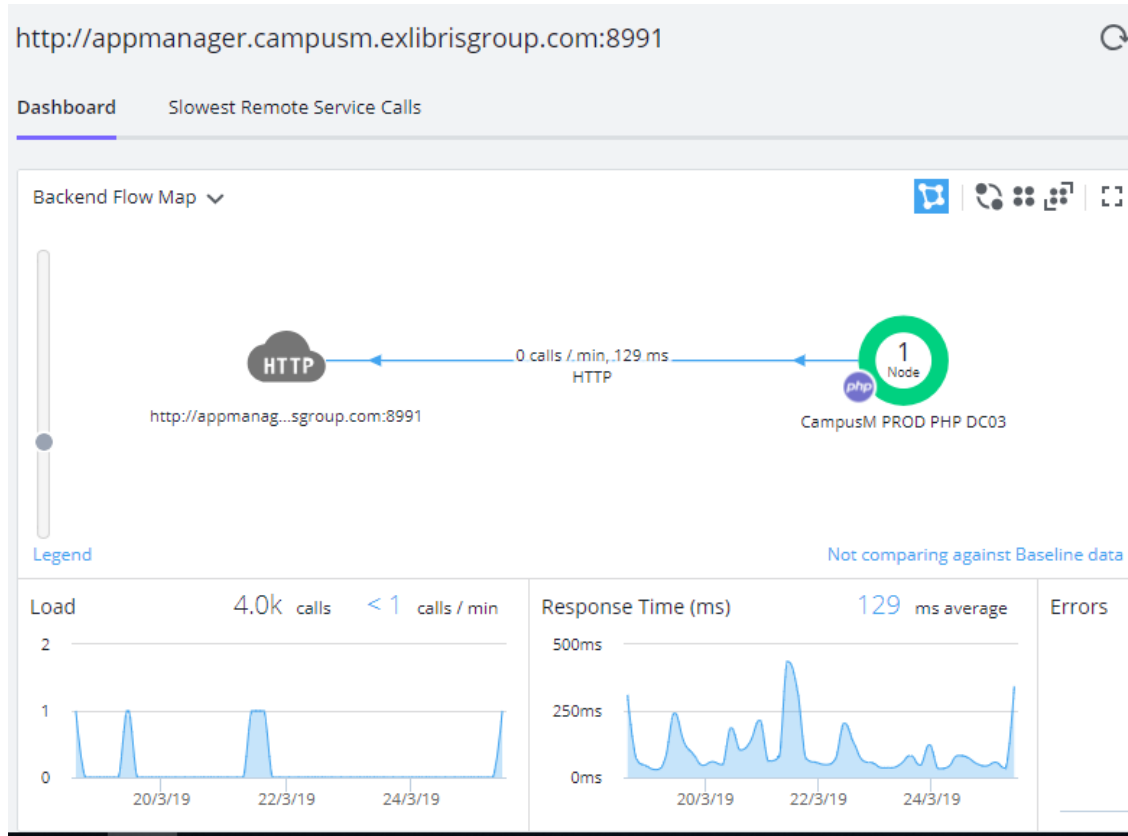 http://appmanager.campusm.exlibrisgroup.com:8991
Dashboard Slowest Remote Service Calls
Backend Flow Map
HTTP
0 calls / min, 129 ms
HTTP
1
Node
php
http://appmanag...sgroup.com:8991
CampusM PROD PHP DC03
Legend
Not comparing against Baseline data
Load 4.0k calls < 1 calls / min
2
1
0
20/3/19 22/3/19 24/3/19
Response Time (ms) 129 ms average
500ms
250ms
0ms
20/3/19 22/3/19 24/3/19
Errors